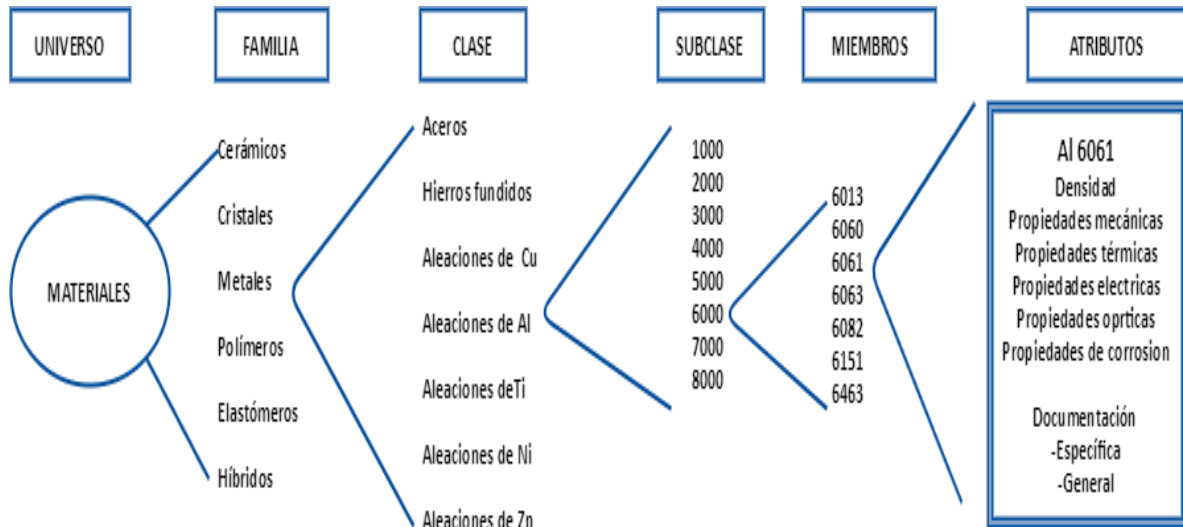 UNIVERSO
FAMILIA
CLASE
SUBCLASE
MIEMBROS
ATRIBUTOS
MATERIALES
Cerámicos
Cristales
Metales
Polímeros
Elastómeros
Híbridos
Aceros
Hierros fundidos
Aleaciones de Cu
Aleaciones de Al
Aleaciones deTi
Aleaciones de Ni
Aleaciones de Zn
1000
2000
3000
4000
5000
6000
7000
8000
6013
6060
6061
6063
6082
6151
6463
Al 6061
Densidad
Propiedades mecánicas
Propiedades térmicas
Propiedades electricas
Propiedades oprticas
Propiedades de corrosion
Documentación
-Específica
-General